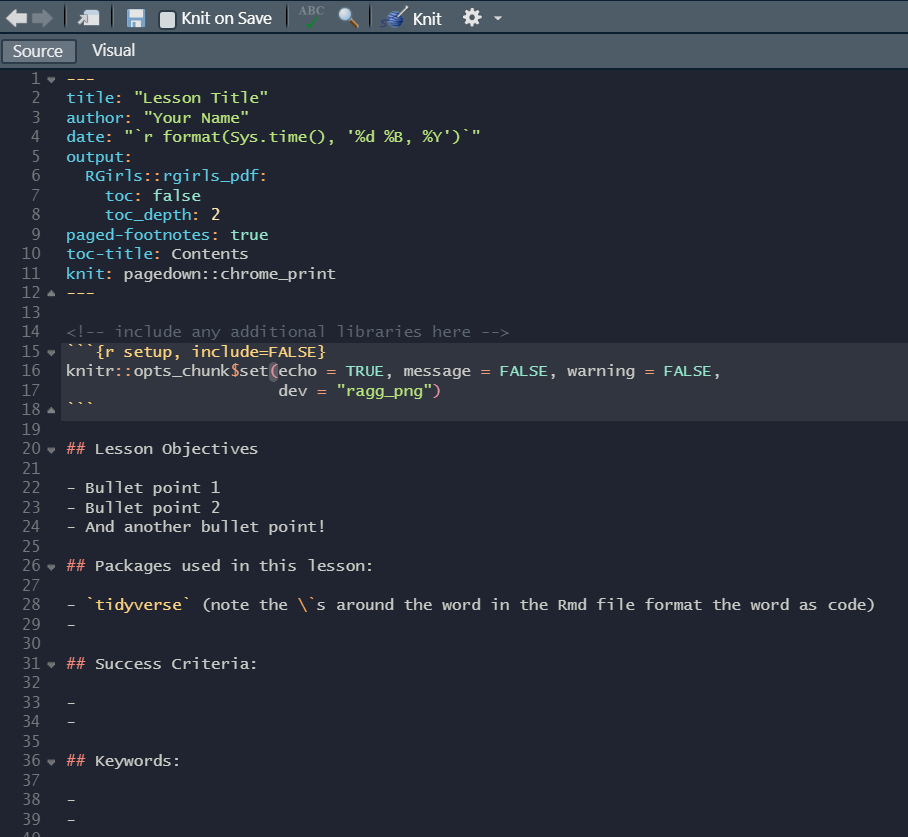 Knit on Save ABC Knit
Source Visual
1 ---
2 title: "Lesson Title"
3 author: "Your Name"
4 date: "`r format(Sys.time(), '%d %B, %Y')`"
5 output:
6   RGirls::rgirls_pdf:
7     toc: false
8     toc_depth: 2
9 paged-footnotes: true
10 toc-title: Contents
11 knit: pagedown::chrome_print
12 ---
13
14 <!-- include any additional libraries here -->
15 ```{r setup, include=FALSE}
16 knitr::opts_chunk$set(echo = TRUE, message = FALSE, warning = FALSE,
17                       dev = "ragg_png")
18 ```
19
20 ## Lesson Objectives
21
22 - Bullet point 1
23 - Bullet point 2
24 - And another bullet point!
25
26 ## Packages used in this lesson:
27
28 - `tidyverse` (note the \`s around the word in the Rmd file format the word as code)
29 -
30
31 ## Success Criteria:
32
33 -
34 -
35
36 ## Keywords:
37
38 -
39 -
40